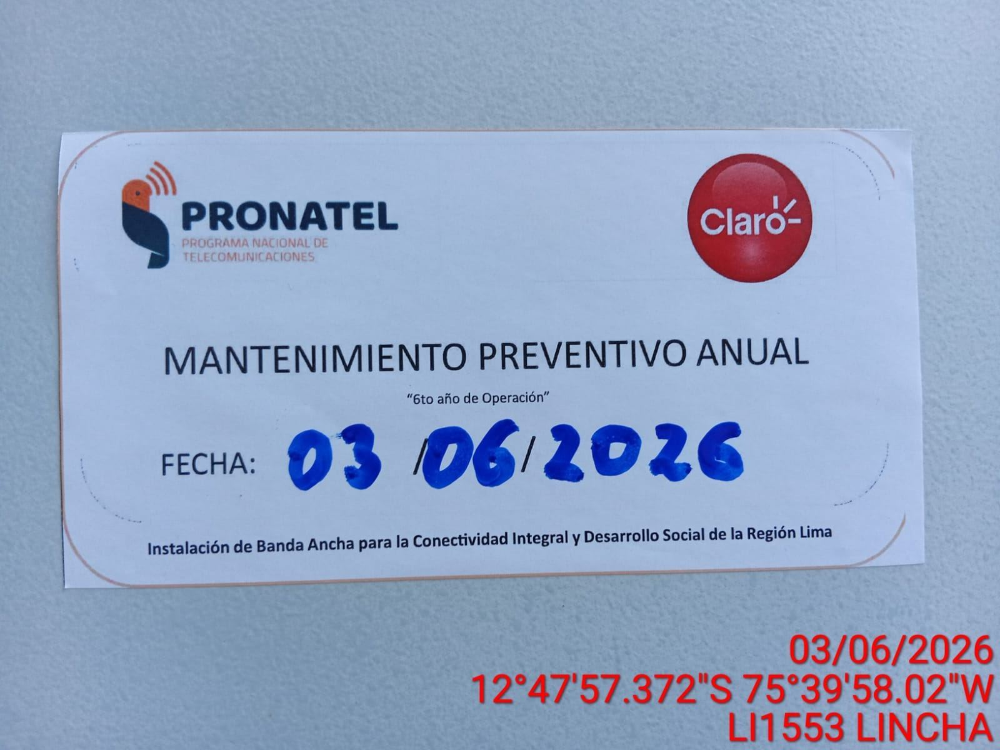 PRONATEL
PROGRAMA NACIONAL DE
TELECOMUNICACIONES
Claro
MANTENIMIENTO PREVENTIVO ANUAL
“6to año de Operación”
FECHA: 03/06/2026
Instalación de Banda Ancha para la Conectividad Integral y Desarrollo Social de la Región Lima
03/06/2026
12°47'57.372"S 75°39'58.02"W
LI1553 LINCHA